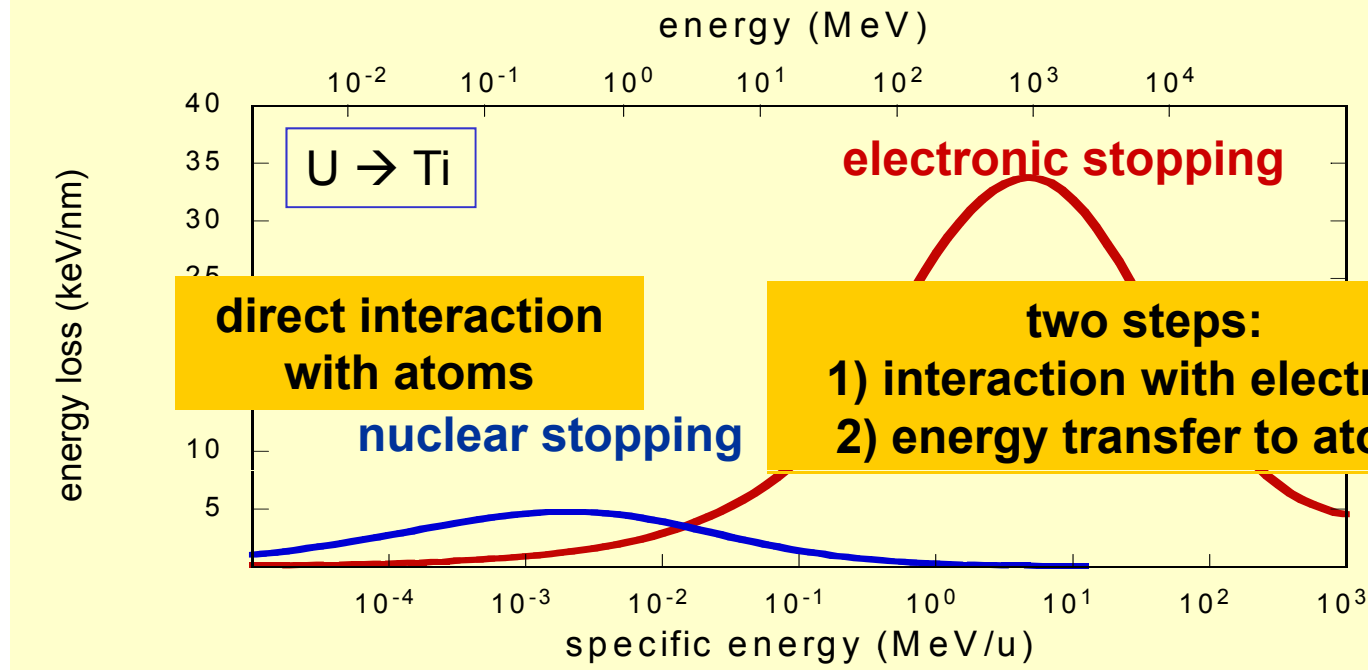 energy (MeV)
10⁻² 10⁻¹ 10⁰ 10¹ 10² 10³ 10⁴
40
35
30
10
5
energy loss (keV/nm)
U → Ti
electronic stopping
direct interaction
with atoms
nuclear stopping
two steps:
1) interaction with
2) energy transfer to
10⁻⁴ 10⁻³ 10⁻² 10⁻¹ 10⁰ 10¹ 10² 10³
specific energy (MeV/u)